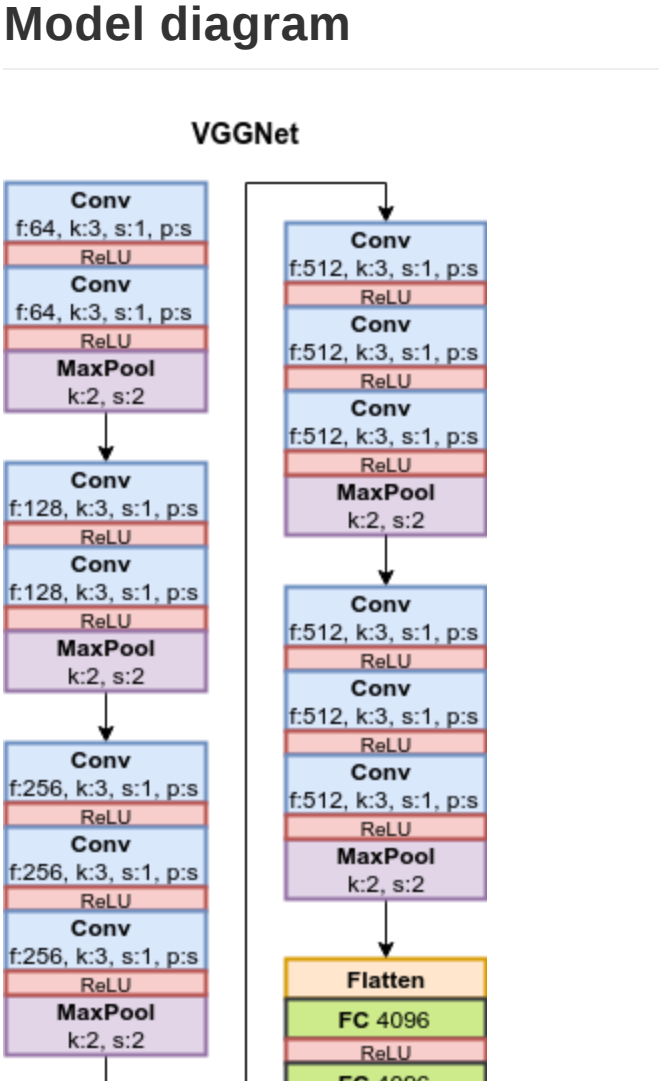 Model diagram
VGGNet
Conv
f:64, k:3, s:1, p:s
ReLU
Conv
f:64, k:3, s:1, p:s
ReLU
MaxPool
k:2, s:2
Conv
f:128, k:3, s:1, p:s
ReLU
Conv
f:128, k:3, s:1, p:s
ReLU
MaxPool
k:2, s:2
Conv
f:256, k:3, s:1, p:s
ReLU
Conv
f:256, k:3, s:1, p:s
ReLU
Conv
f:256, k:3, s:1, p:s
ReLU
MaxPool
k:2, s:2
Conv
f:512, k:3, s:1, p:s
ReLU
Conv
f:512, k:3, s:1, p:s
ReLU
Conv
f:512, k:3, s:1, p:s
ReLU
MaxPool
k:2, s:2
Conv
f:512, k:3, s:1, p:s
ReLU
Conv
f:512, k:3, s:1, p:s
ReLU
Conv
f:512, k:3, s:1, p:s
ReLU
MaxPool
k:2, s:2
Flatten
FC 4096
ReLU